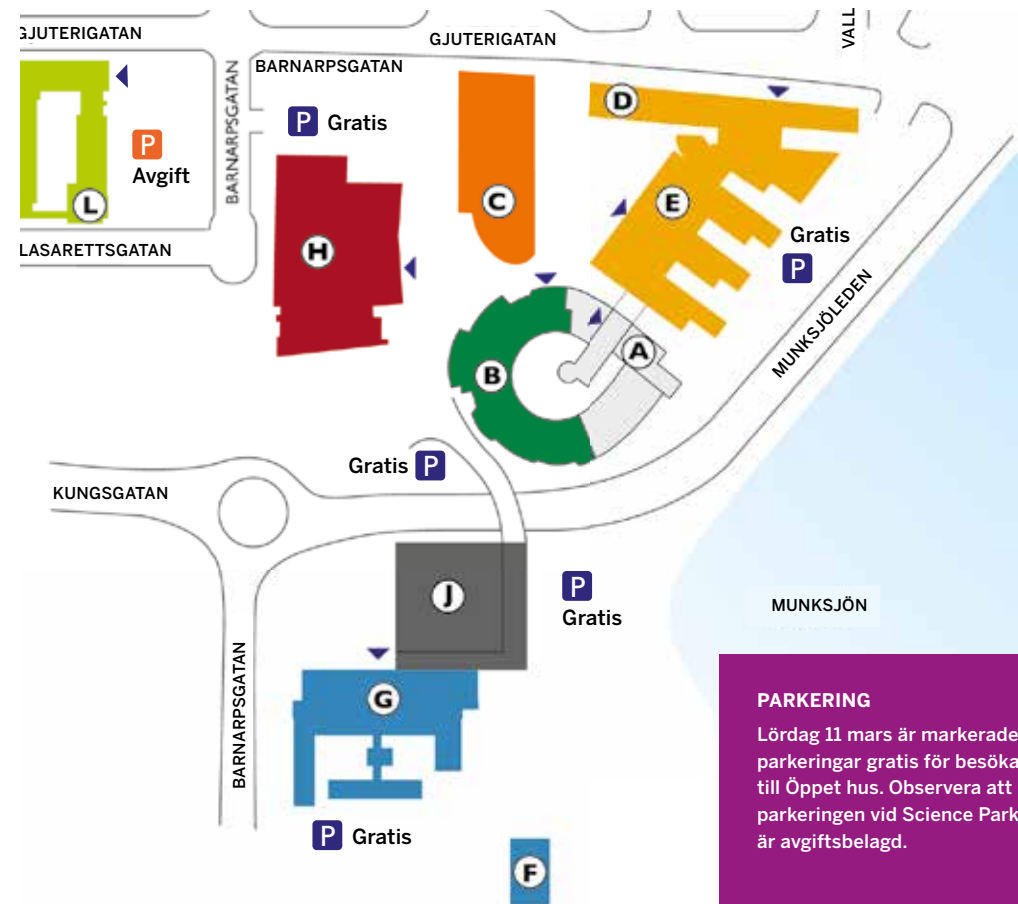 GJUTERIGATAN
GJUTERIGATAN
VALL
BARNARPSGATAN
BARNARPSGATAN
D
P Gratis
P
Avgift
L
C
E
H
LASARETTSGATAN
Gratis
P
MUNKSJÖLEDEN
A
B
Gratis P
KUNGSGATAN
J
P
Gratis
MUNKSJÖN
BARNARPSGATAN
G
P Gratis
F
PARKERING
Lördag 11 mars är markerade
parkeringar gratis för besöka
till Öppet hus. Observera att
parkeringen vid Science Park
är avgiftsbelagd.